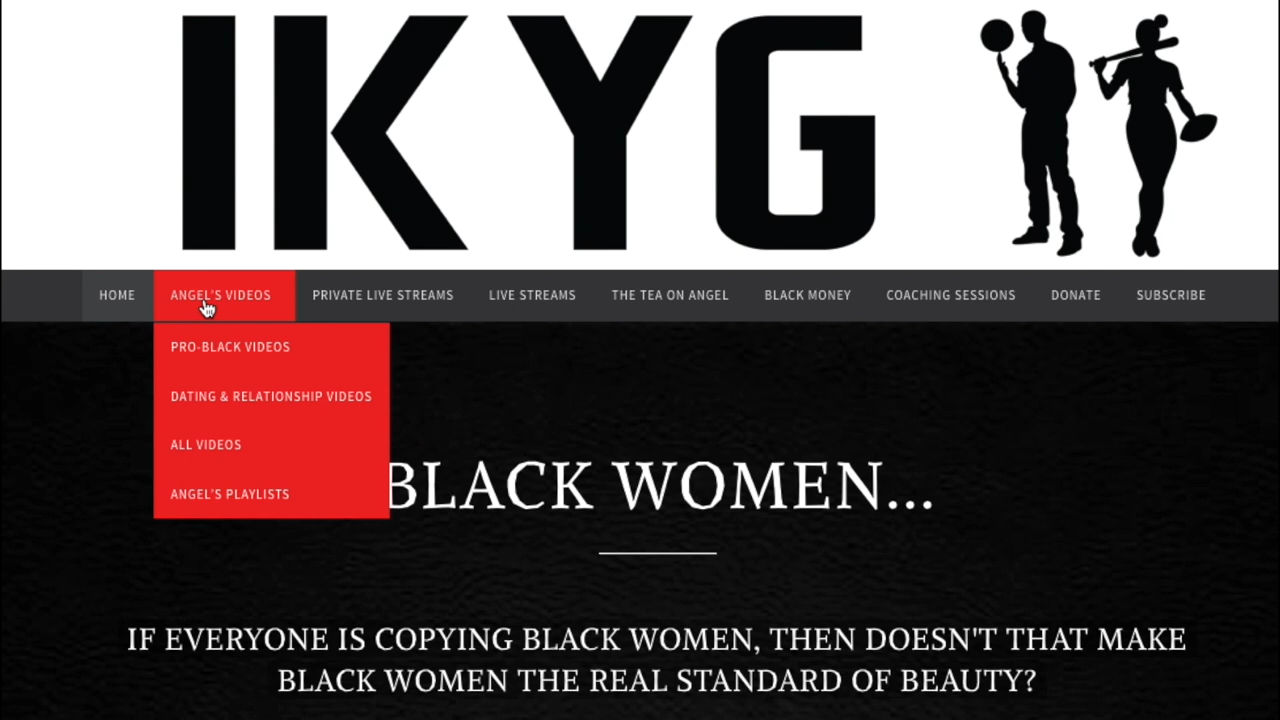 IKYG
HOME
ANGEL'S VIDEOS
PRIVATE LIVE STREAMS
LIVE STREAMS
THE TEA ON ANGEL
BLACK MONEY
COACHING SESSIONS
DONATE
SUBSCRIBE
PRO-BLACK VIDEOS
DATING & RELATIONSHIP VIDEOS
ALL VIDEOS
ANGEL'S PLAYLISTS
BLACK WOMEN...
IF EVERYONE IS COPYING BLACK WOMEN, THEN DOESN'T THAT MAKE
BLACK WOMEN THE REAL STANDARD OF BEAUTY?